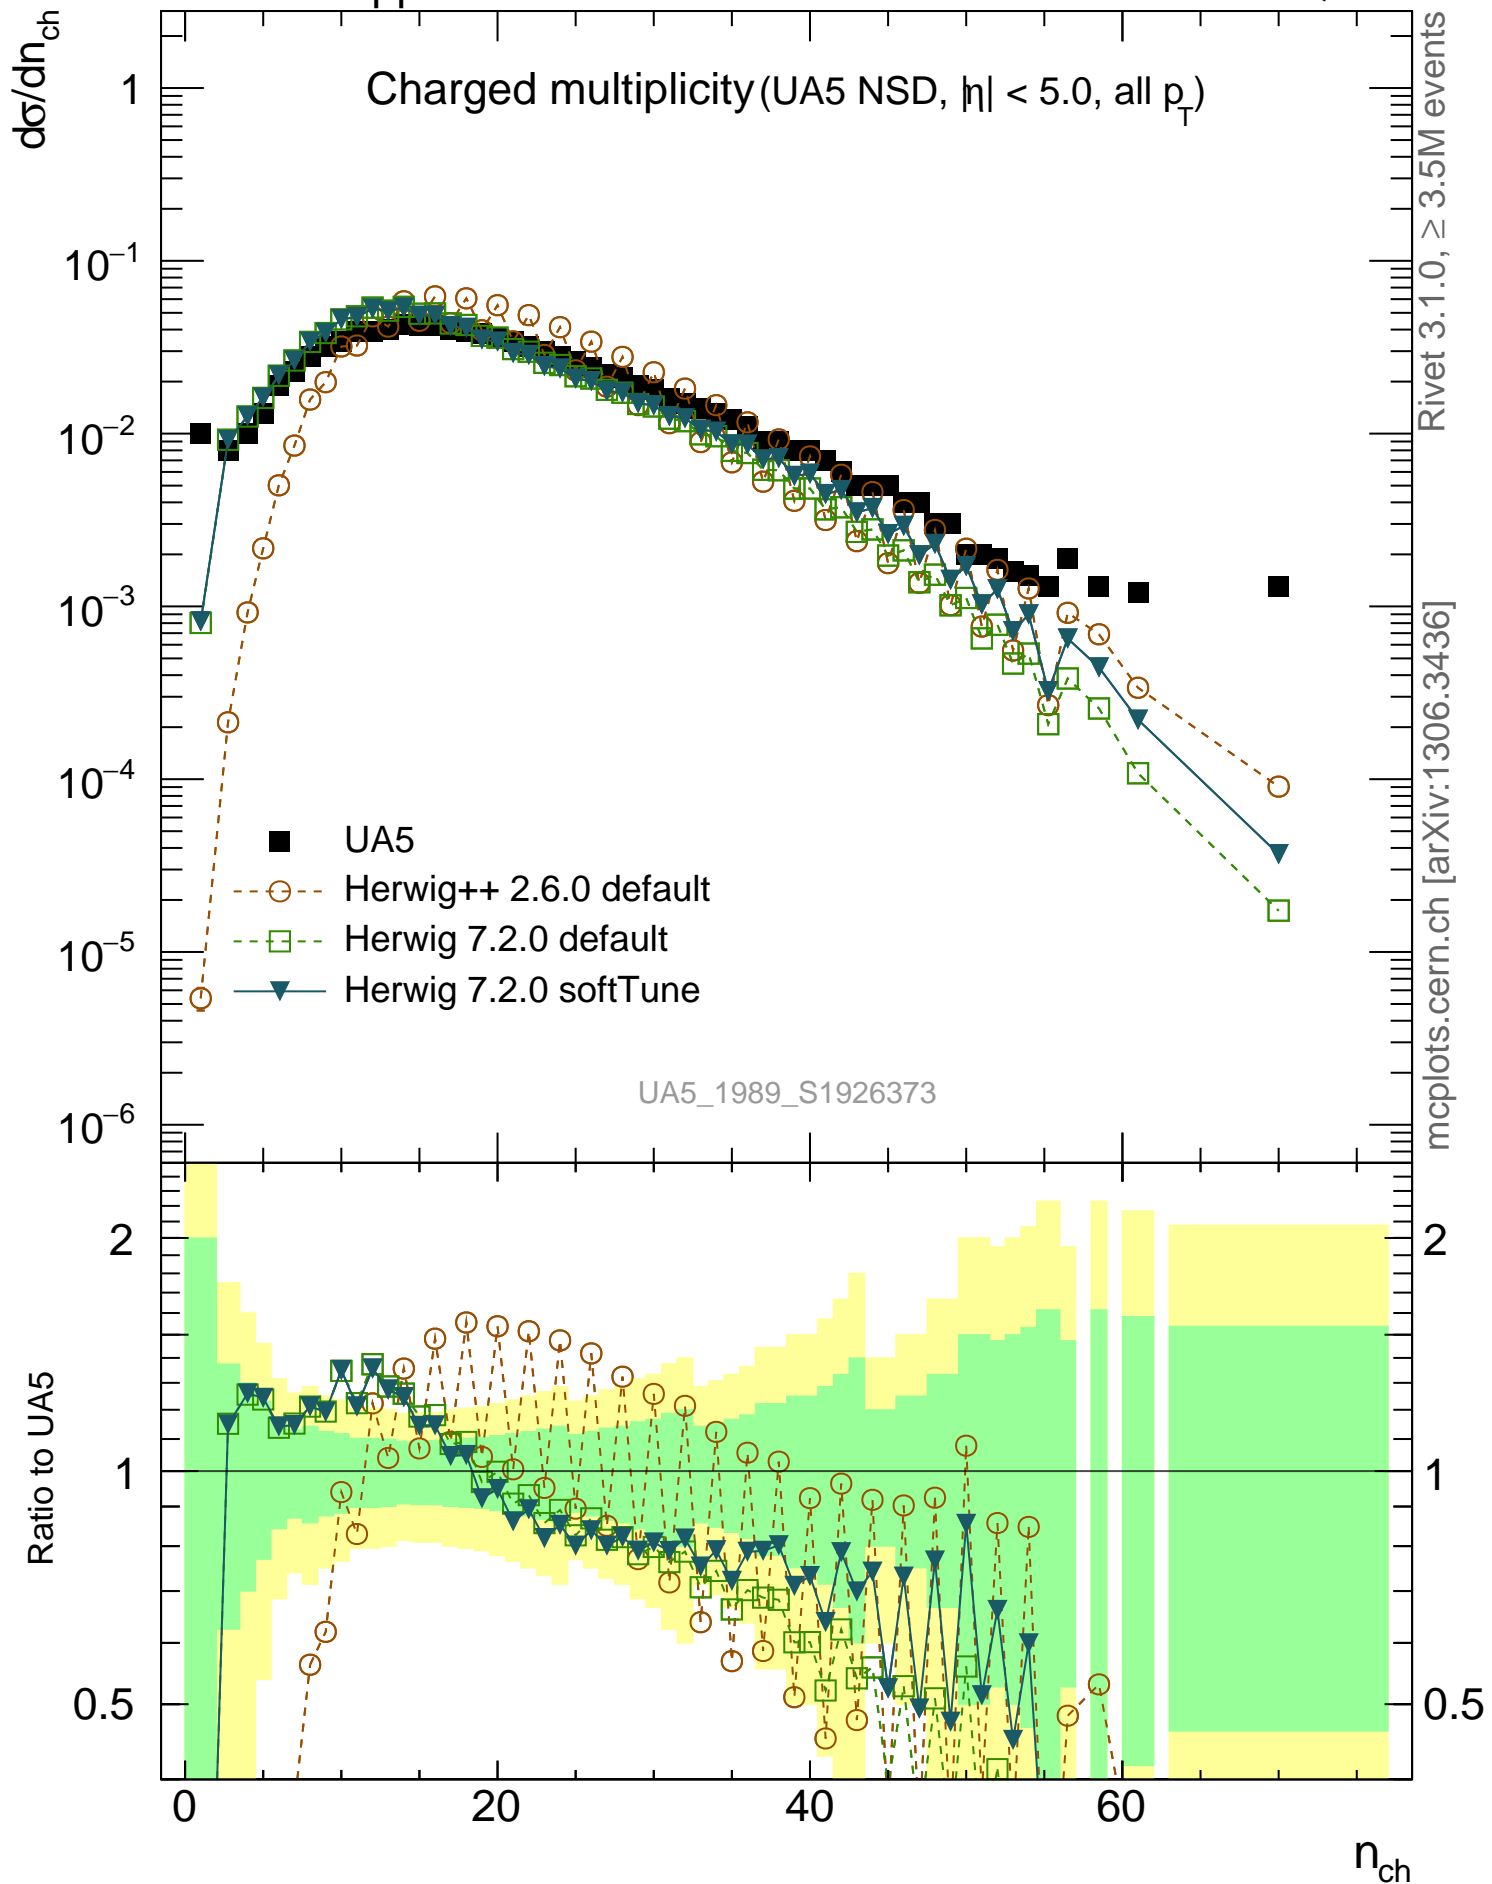 dσ/dn_ch
Charged multiplicity (UA5 NSD, |η| < 5.0, all p_T)
1
10^−1
10^−2
10^−3
10^−4
10^−5
10^−6
UA5
Herwig++ 2.6.0 default
Herwig 7.2.0 default
Herwig 7.2.0 softTune
UA5_1989_S1926373
Rivet 3.1.0, ≥ 3.5M events
mcplots.cern.ch [arXiv:1306.3436]
Ratio to UA5
2
1
0.5
2
1
0.5
0 20 40 60
n_ch